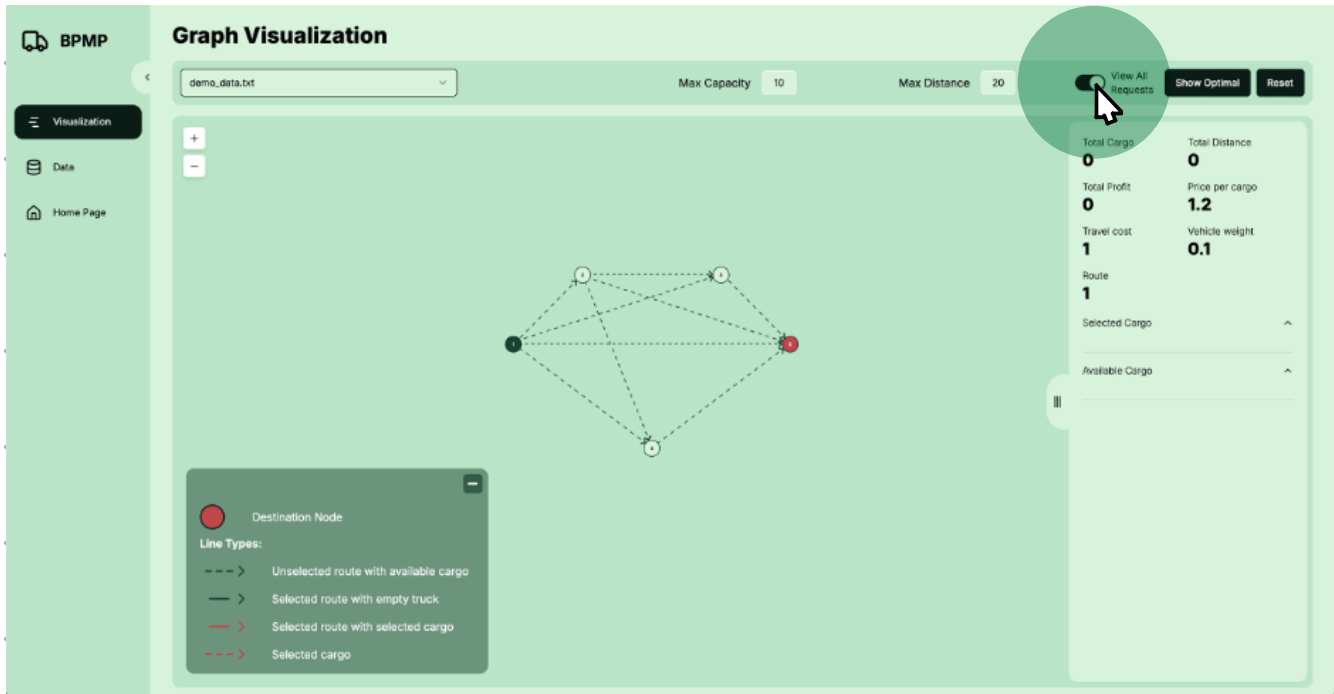 BPMP
Graph Visualization
demo_data.txt
Max Capacity 10
Max Distance 20
View All
Requests
Show Optimal
Reset
Visualization
Data
Home Page
+
−
Total Cargo
0
Total Distance
0
Total Profit
0
Price per cargo
1.2
Travel cost
1
Vehicle weight
0.1
Route
1
Selected Cargo
Available Cargo
Destination Node
Line Types:
Unselected route with available cargo
Selected route with empty truck
Selected route with selected cargo
Selected cargo